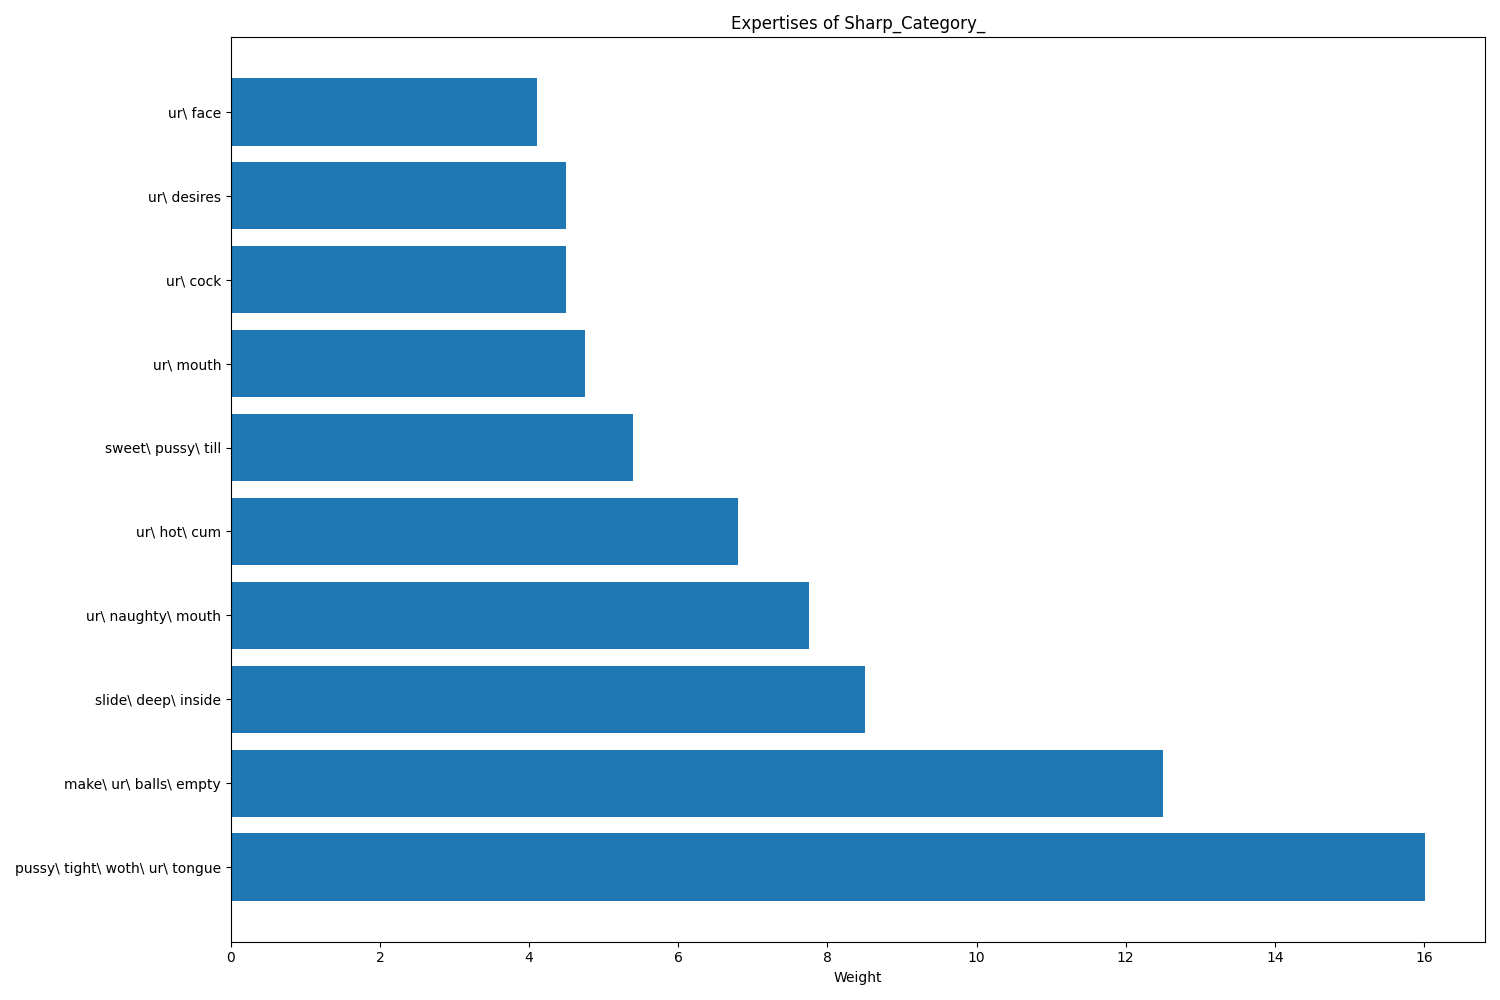 Expertises of Sharp_Category_
ur\ face
ur\ desires
ur\ cock
ur\ mouth
sweet\ pussy\ till
ur\ hot\ cum
ur\ naughty\ mouth
slide\ deep\ inside
make\ ur\ balls\ empty
pussy\ tight\ woth\ ur\ tongue
0 2 4 6 8 10 12 14 16
Weight